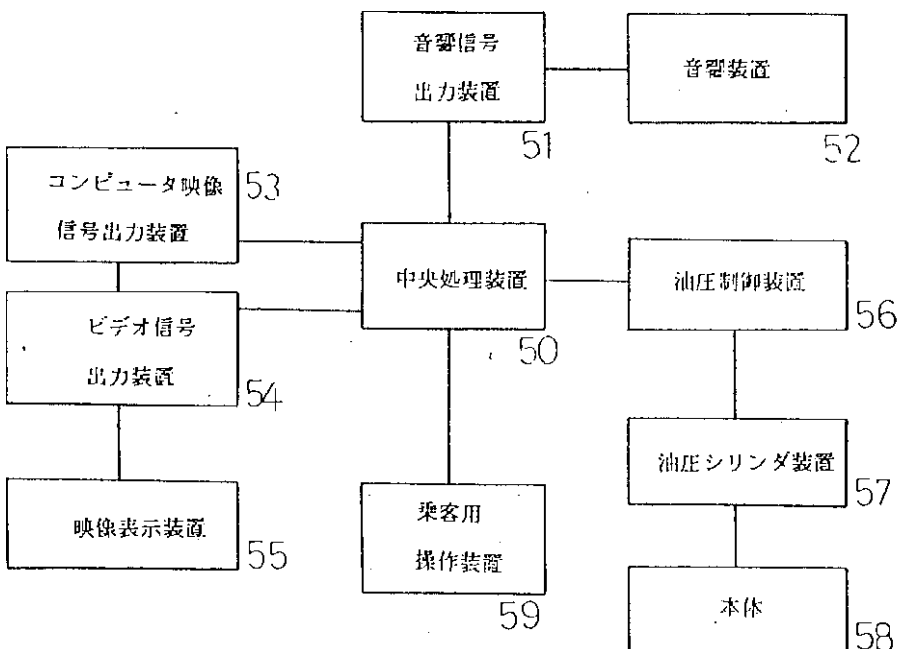 音響信号
出力装置
51
音響装置
52
コンピュータ映像
信号出力装置
53
中央処理装置
50
油圧制御装置
56
ビデオ信号
出力装置
54
油圧シリンダ装置
57
映像表示装置
55
乗客用
操作装置
59
本体
58